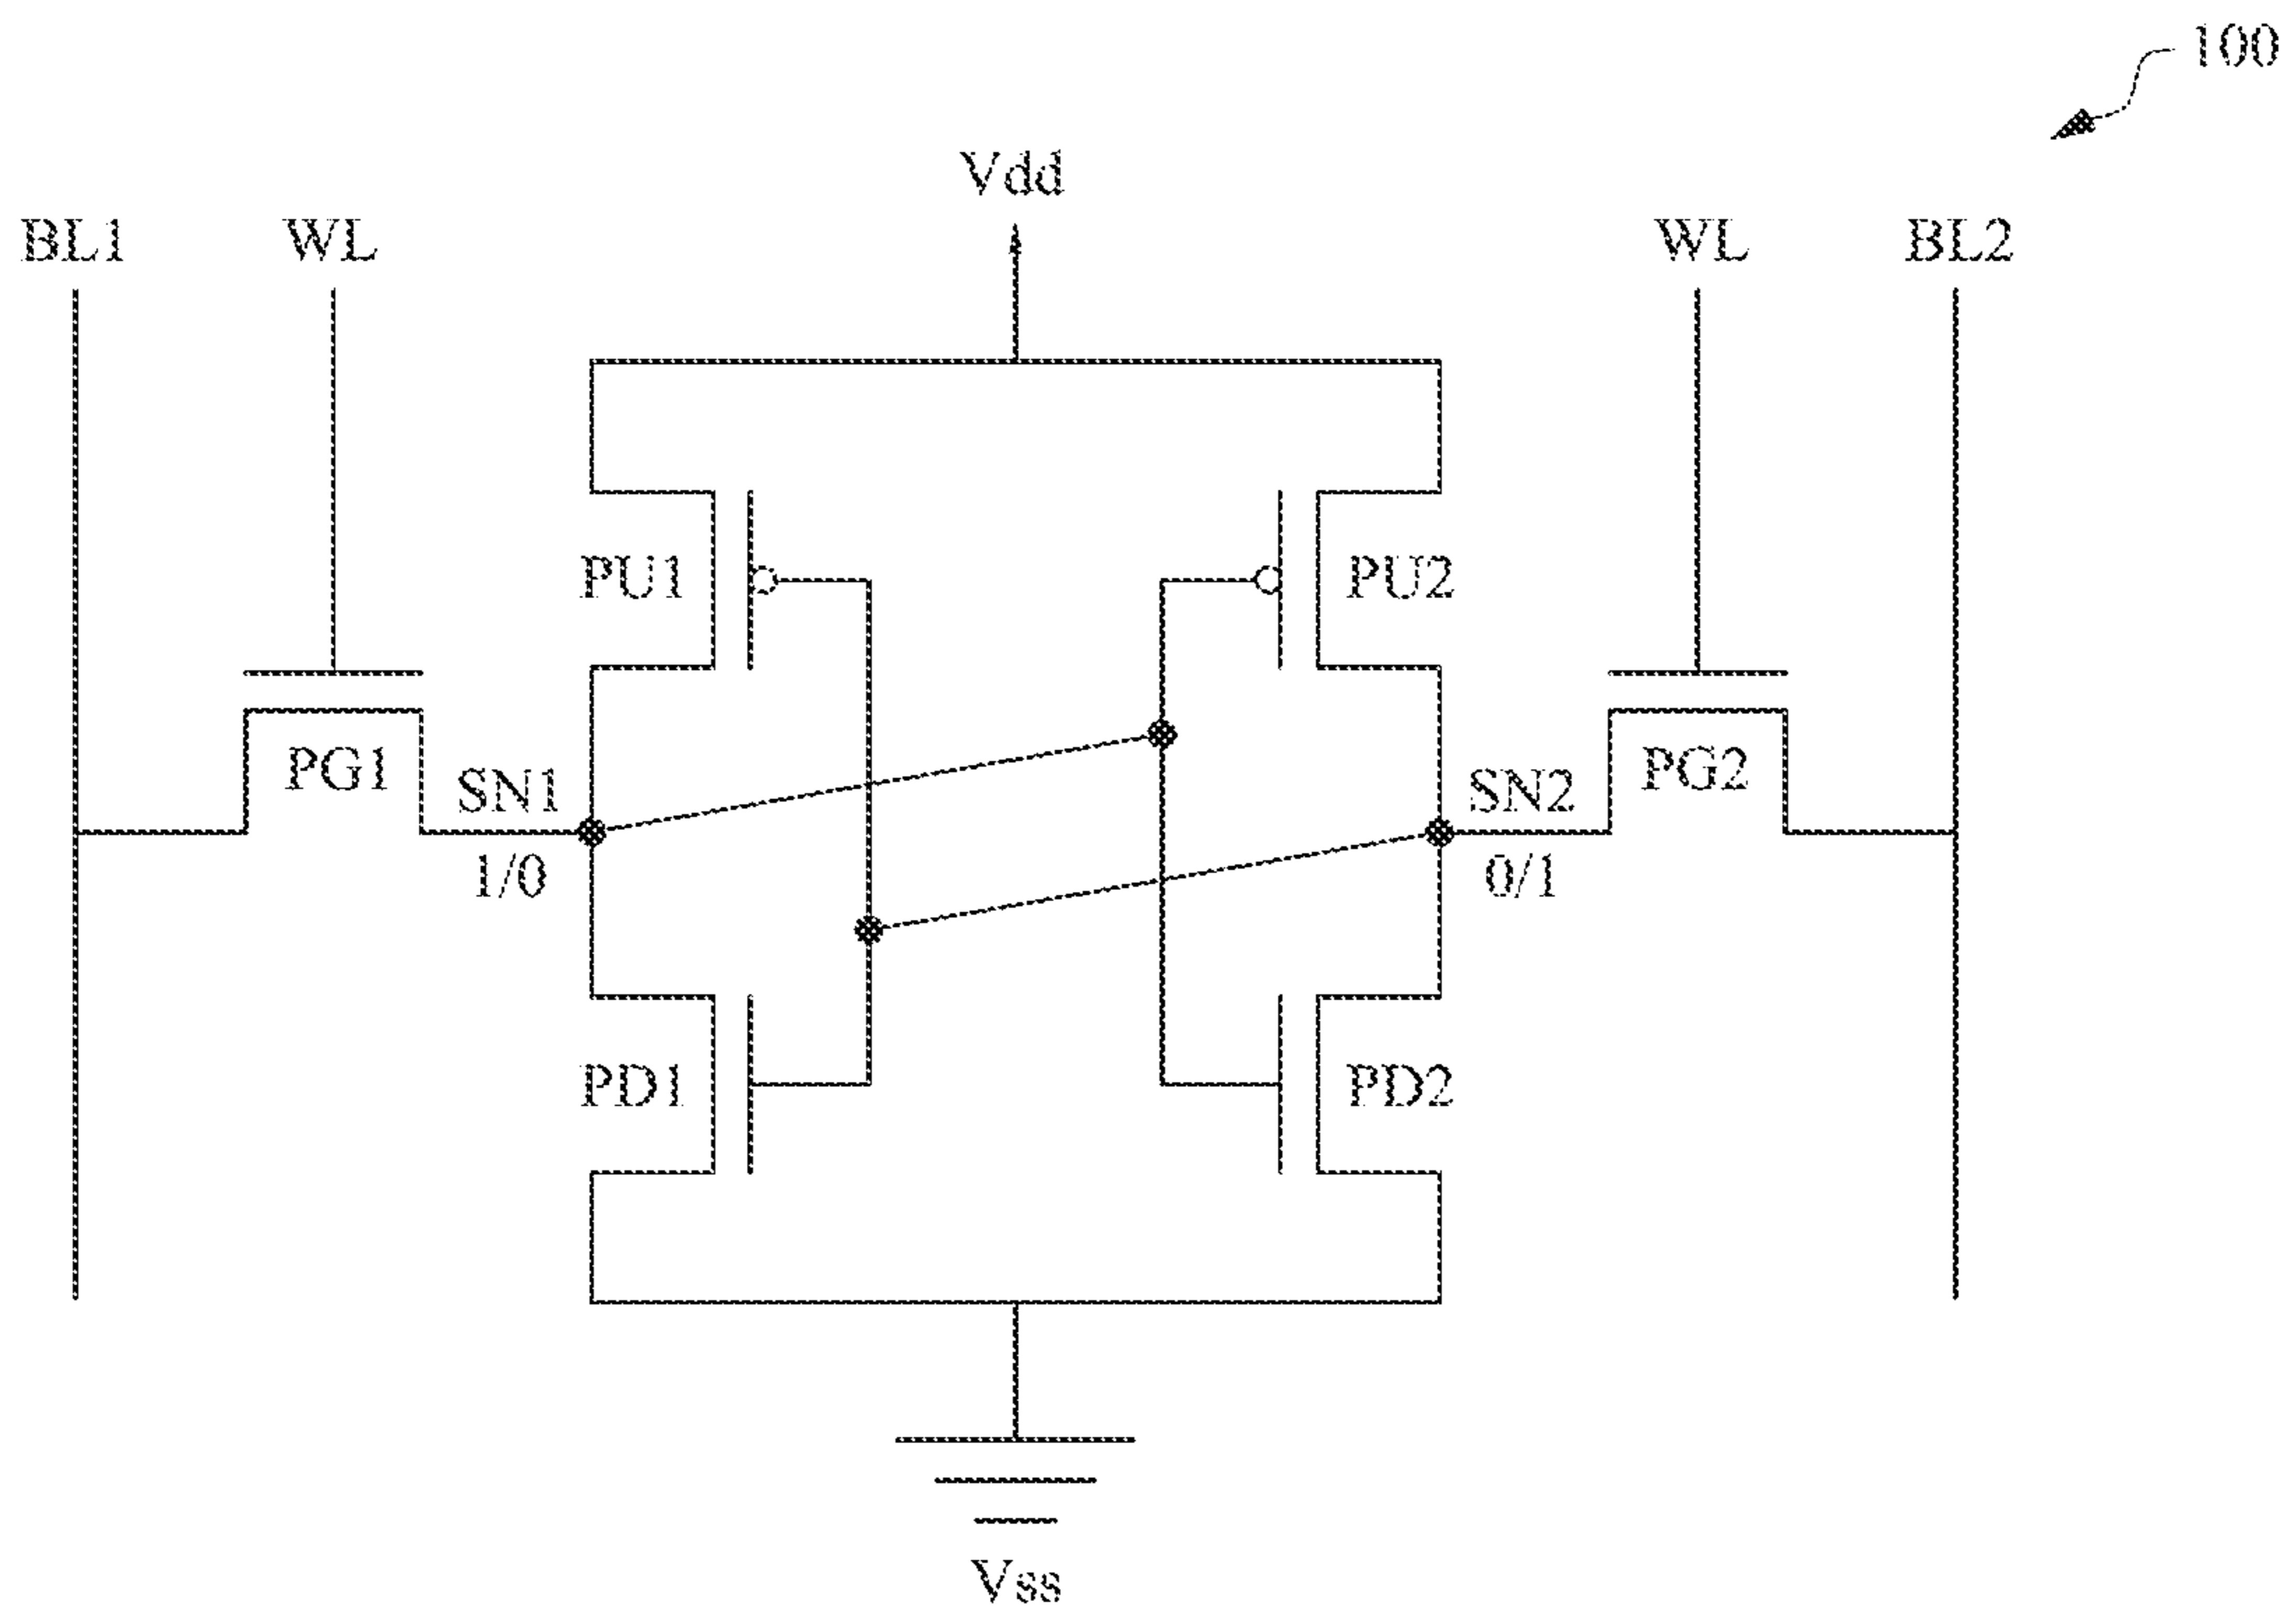 100
Vdd
BL1 WL WL BL2
PU1 PU2
PG1 SN1 SN2 PG2
1/0 0/1
PD1 PD2
Vss